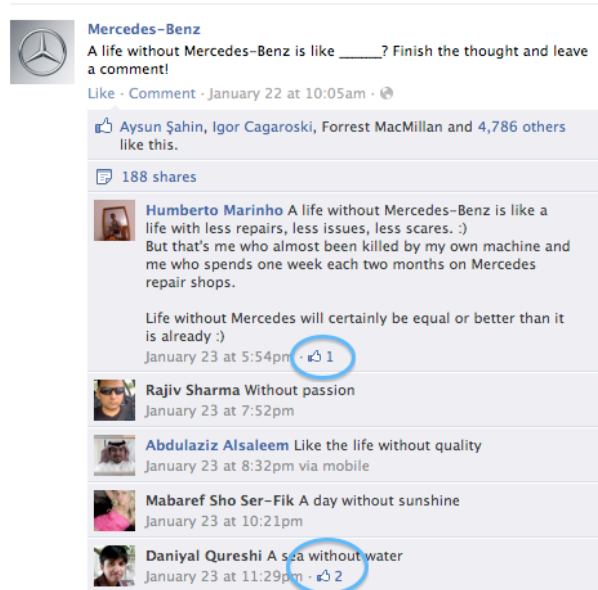 Mercedes-Benz
A life without Mercedes-Benz is like ______? Finish the thought and leave
a comment!
Like · Comment · January 22 at 10:05am ·
Aysun Şahin, Igor Cagaroski, Forrest MacMillan and 4,786 others
like this.
188 shares
Humberto Marinho A life without Mercedes-Benz is like a
life with less repairs, less issues, less scares. :)
But that's me who almost been killed by my own machine and
me who spends one week each two months on Mercedes
repair shops.
Life without Mercedes will certainly be equal or better than it
is already :)
January 23 at 5:54pm · 1
Rajiv Sharma Without passion
January 23 at 7:52pm
Abdulaziz Alsaleem Like the life without quality
January 23 at 8:32pm via mobile
Mabaref Sho Ser-Fik A day without sunshine
January 23 at 10:21pm
Daniyal Qureshi A sea without water
January 23 at 11:29pm · 2